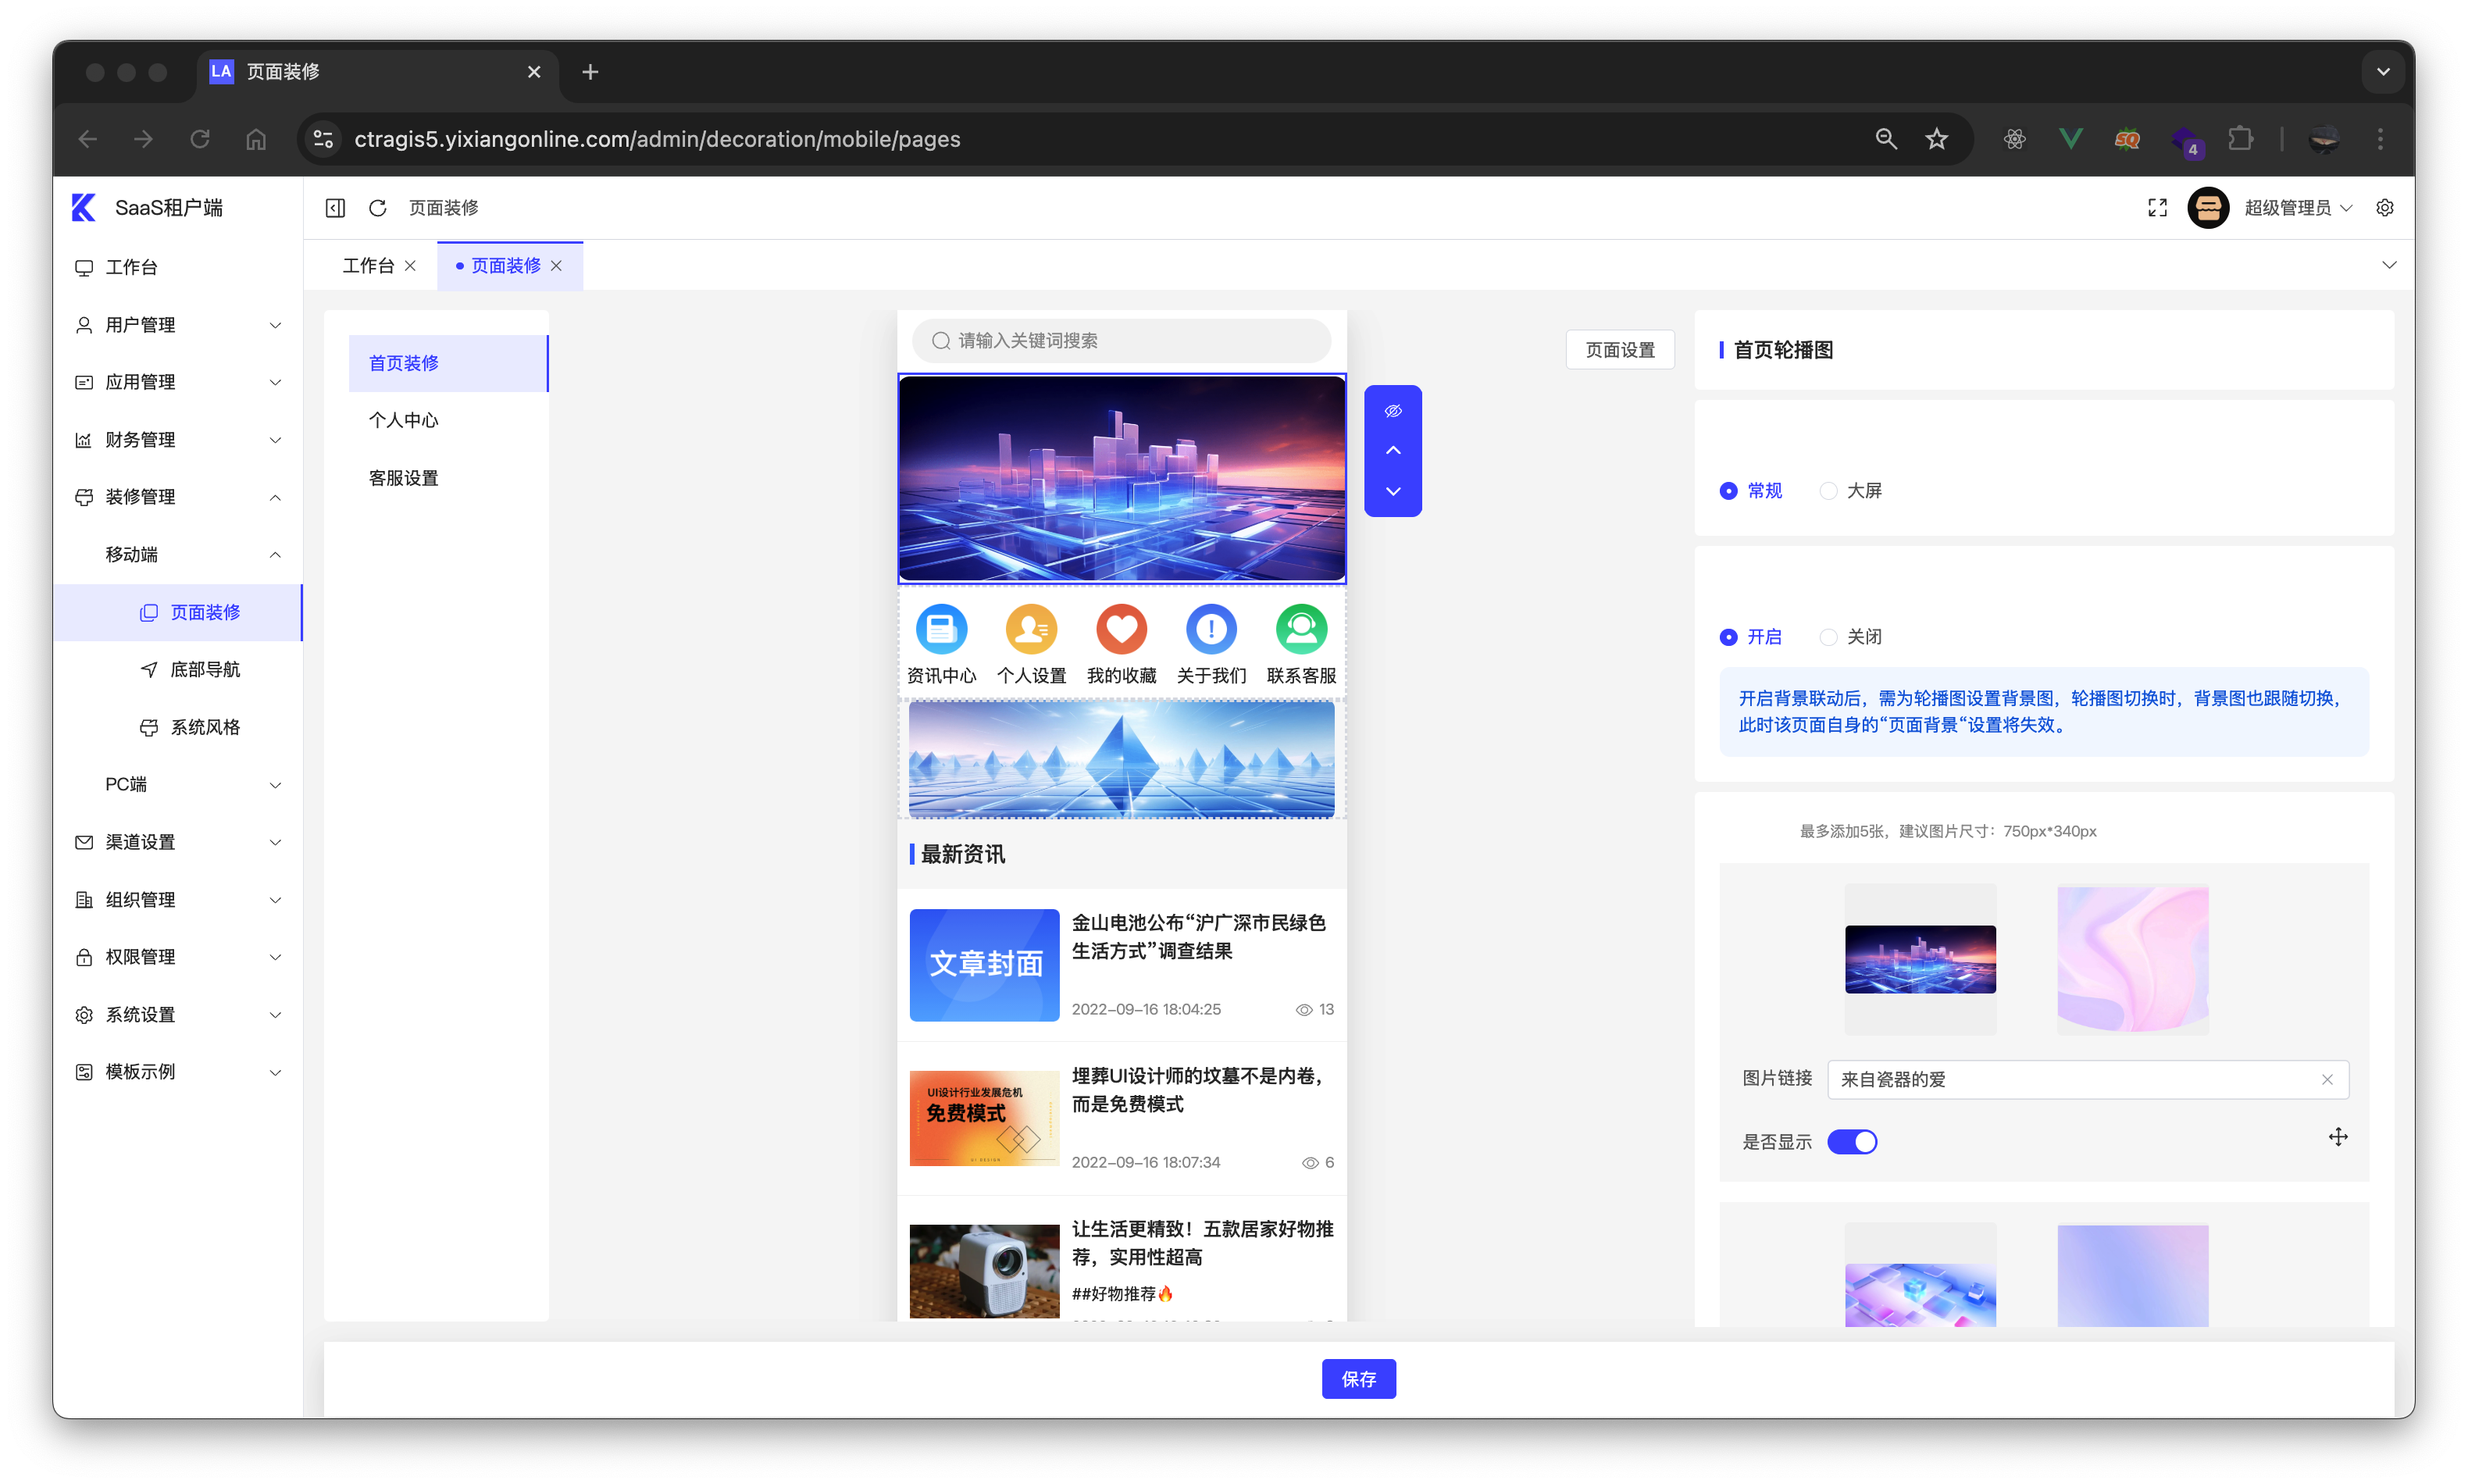 LA 页面装修
ctragis5.yixiangonline.com/admin/decoration/mobile/pages
4
SaaS租户端
页面装修
超级管理员
工作台
页面装修
工作台
用户管理
应用管理
财务管理
装修管理
移动端
页面装修
底部导航
系统风格
PC端
渠道设置
组织管理
权限管理
系统设置
模板示例
首页装修
个人中心
客服设置
请输入关键词搜索
资讯中心
个人设置
我的收藏
关于我们
联系客服
最新资讯
文章封面
金山电池公布“沪广深市民绿色
生活方式”调查结果
2022-09-16 18:04:25
13
UI设计行业发展危机
免费模式
UI DESIGN
埋葬UI设计师的坟墓不是内卷，
而是免费模式
2022-09-16 18:07:34
6
让生活更精致！五款居家好物推
荐，实用性超高
##好物推荐🔥
页面设置
首页轮播图
常规
大屏
开启
关闭
开启背景联动后，需为轮播图设置背景图，轮播图切换时，背景图也跟随切换，
此时该页面自身的“页面背景“设置将失效。
最多添加5张，建议图片尺寸：750px*340px
图片链接
来自瓷器的爱
是否显示
保存